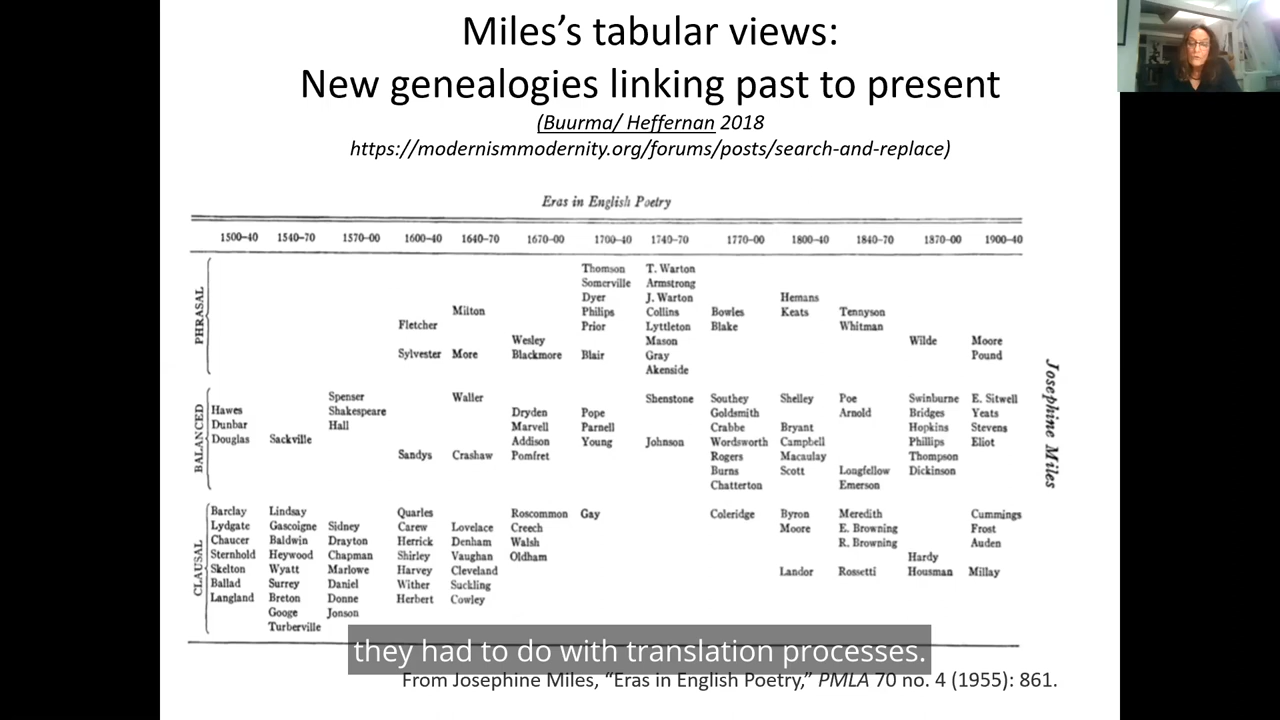 Miles’s tabular views:
New genealogies linking past to present
(Buurma/ Heffernan 2018
https://modernismmodernity.org/forums/posts/search-and-replace)
Eras in English Poetry
1500–40 1540–70 1570–00 1600–40 1640–70 1670–00 1700–40 1740–70 1770–00 1800–40 1840–70 1870–00 1900–40
PHRASAL
Thomson T. Warton
Somerville Armstrong
Dyer J. Warton Hemans
Milton Philips Collins Bowles Keats Tennyson
Fletcher Prior Lyttleton Blake Whitman
Wesley Mason Wilde Moore
Sylvester More Blackmore Blair Gray Pound
Akenside
BALANCED
Spenser Waller Shenstone Southey Shelley Poe Swinburne E. Sitwell
Hawes Shakespeare Dryden Pope Goldsmith Arnold Bridges Yeats
Dunbar Hall Marvell Parnell Crabbe Bryant Hopkins Stevens
Douglas Sackville Addison Young Johnson Wordsworth Campbell Phillips Eliot
Sandys Crashaw Pomfret Rogers Macaulay Thompson
Burns Scott Longfellow Dickinson
Chatterton Emerson
CLAUSAL
Barclay Lindsay Quarles Roscommon Gay Coleridge Byron Meredith Cummings
Lydgate Gascoigne Sidney Carew Lovelace Creech Moore E. Browning Frost
Chaucer Baldwin Drayton Herrick Denham Walsh R. Browning Auden
Sternhold Heywood Chapman Shirley Vaughan Oldham Hardy
Skelton Wyatt Marlowe Harvey Cleveland Landor Rossetti Housman Millay
Ballad Surrey Daniel Wither Suckling
Langland Breton Donne Herbert Cowley
Googe Jonson
Turberville
Josephine Miles
they had to do with translation processes.
From Josephine Miles, “Eras in English Poetry,” PMLA 70 no. 4 (1955): 861.